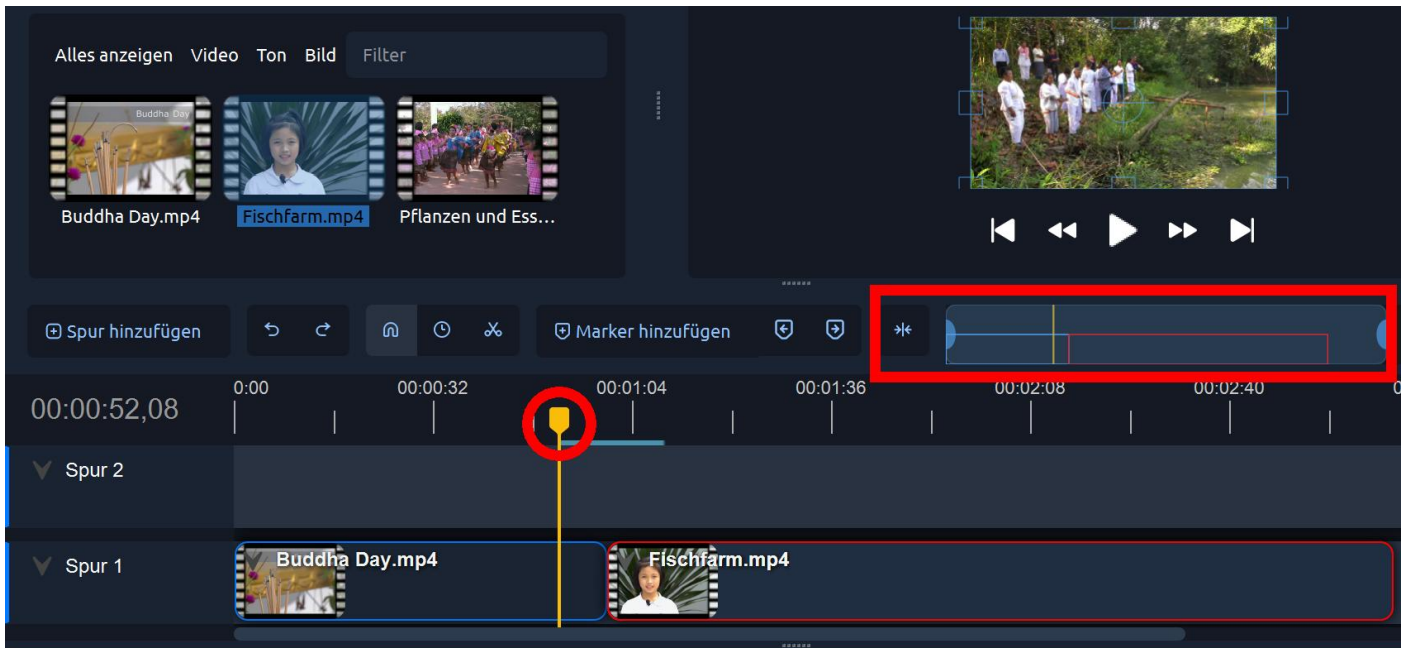 Alles anzeigen Video Ton Bild Filter
Buddha Day
Buddha Day.mp4 Fischfarm.mp4 Pflanzen und Ess...
Spur hinzufügen Marker hinzufügen
00:00:52,08 0:00 00:00:32 00:01:04 00:01:36 00:02:08 00:02:40 0
Spur 2
Spur 1 Buddha Day.mp4 Fischfarm.mp4